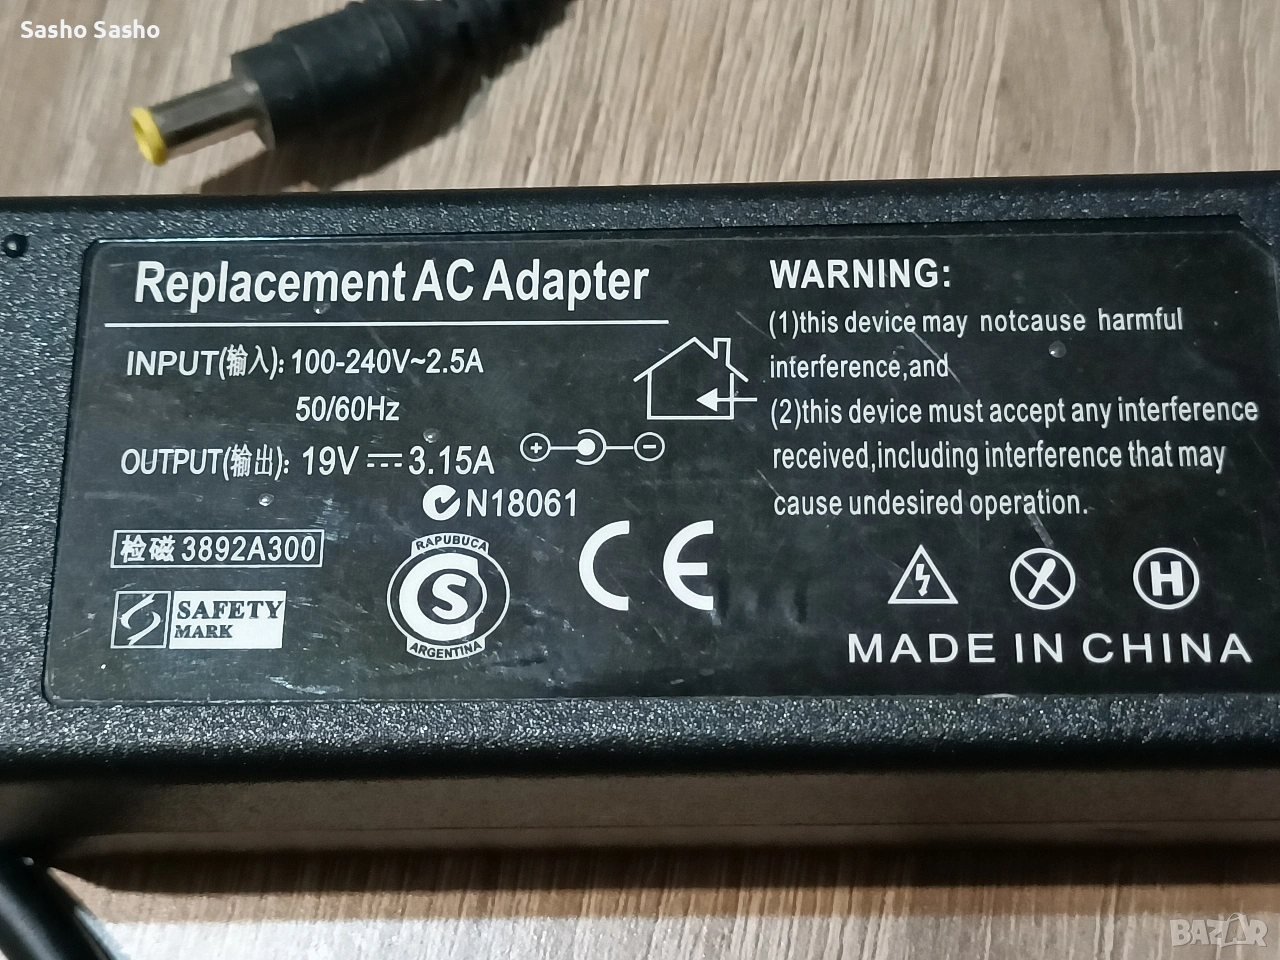 Sasho Sasho
Replacement AC Adapter
INPUT(输入): 100-240V~2.5A
50/60Hz
OUTPUT(输出): 19V ⎓ 3.15A
N18061
检磁 3892A300
SAFETY
MARK
RAPUBUCA
S
ARGENTINA
CE
WARNING:
(1)this device may notcause harmful
interference,and
(2)this device must accept any interference
received,including interference that may
cause undesired operation.
H
MADE IN CHINA
BAZAR